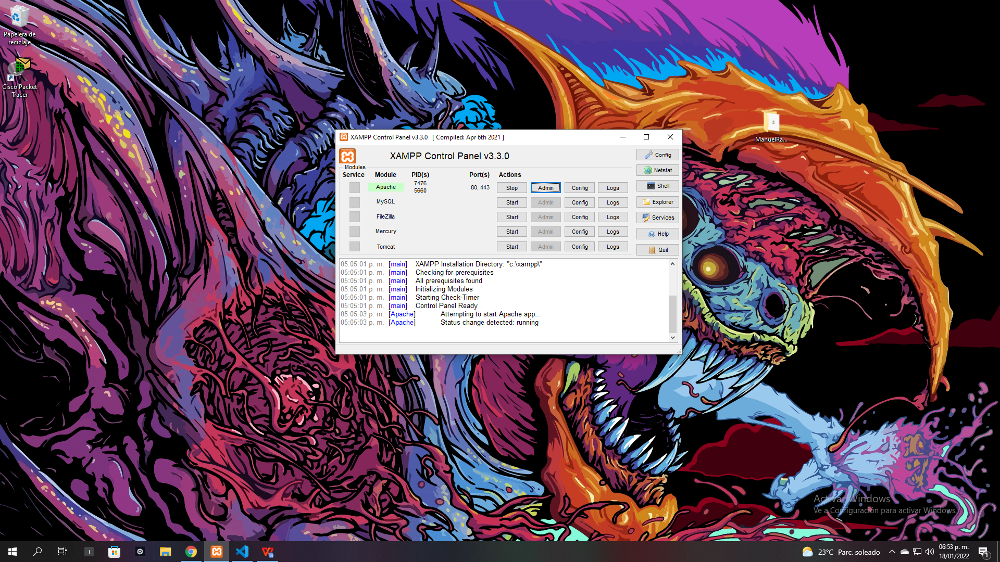 Papelera de
reciclaje
Cisco Packet
Tracer
ManuelRa...
XAMPP Control Panel v3.3.0 [ Compiled: Apr 6th 2021 ]
XAMPP Control Panel v3.3.0
Config
Modules
Service Module PID(s) Port(s) Actions
Netstat
Apache 7476 5660 80, 443 Stop Admin Config Logs
Shell
MySQL Start Admin Config Logs
Explorer
FileZilla Start Admin Config Logs
Services
Mercury Start Admin Config Logs
Help
Tomcat Start Admin Config Logs
Quit
05:05:01 p. m. [main] XAMPP Installation Directory: "c:\xampp\"
05:05:01 p. m. [main] Checking for prerequisites
05:05:01 p. m. [main] All prerequisites found
05:05:01 p. m. [main] Initializing Modules
05:05:01 p. m. [main] Starting Check-Timer
05:05:01 p. m. [main] Control Panel Ready
05:05:03 p. m. [Apache] Attempting to start Apache app...
05:05:03 p. m. [Apache] Status change detected: running
Activar Windows
Ve a Configuración para activar Windows.
23°C Parc. soleado
06:53 p. m.
18/01/2022
1